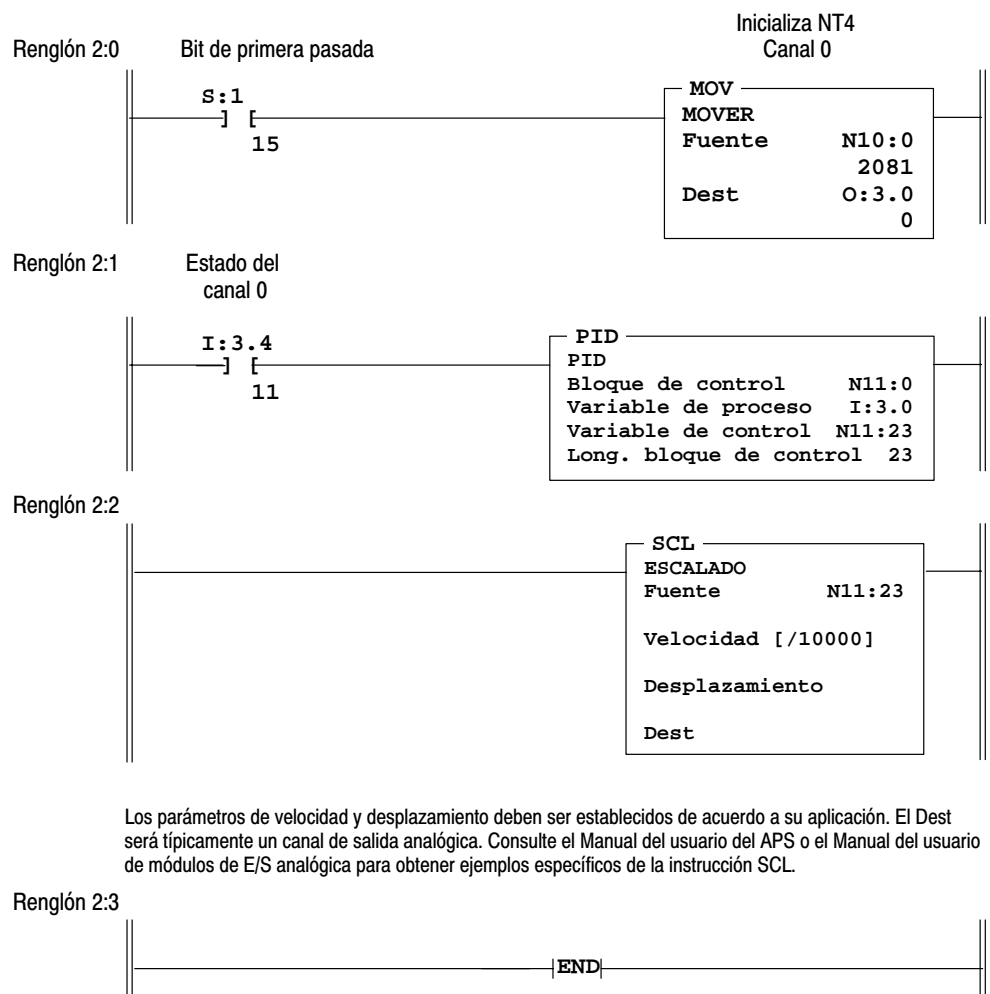 Inicializa NT4
Renglón 2:0 Bit de primera pasada Canal 0
S:1
] [
15
MOV
MOVER
Fuente N10:0
2081
Dest O:3.0
0
Renglón 2:1 Estado del
canal 0
I:3.4
] [
11
PID
PID
Bloque de control N11:0
Variable de proceso I:3.0
Variable de control N11:23
Long. bloque de control 23
Renglón 2:2
SCL
ESCALADO
Fuente N11:23
Velocidad [/10000]
Desplazamiento
Dest
Los parámetros de velocidad y desplazamiento deben ser establecidos de acuerdo a su aplicación. El Dest
será típicamente un canal de salida analógica. Consulte el Manual del usuario del APS o el Manual del usuario
de módulos de E/S analógica para obtener ejemplos específicos de la instrucción SCL.
Renglón 2:3
END